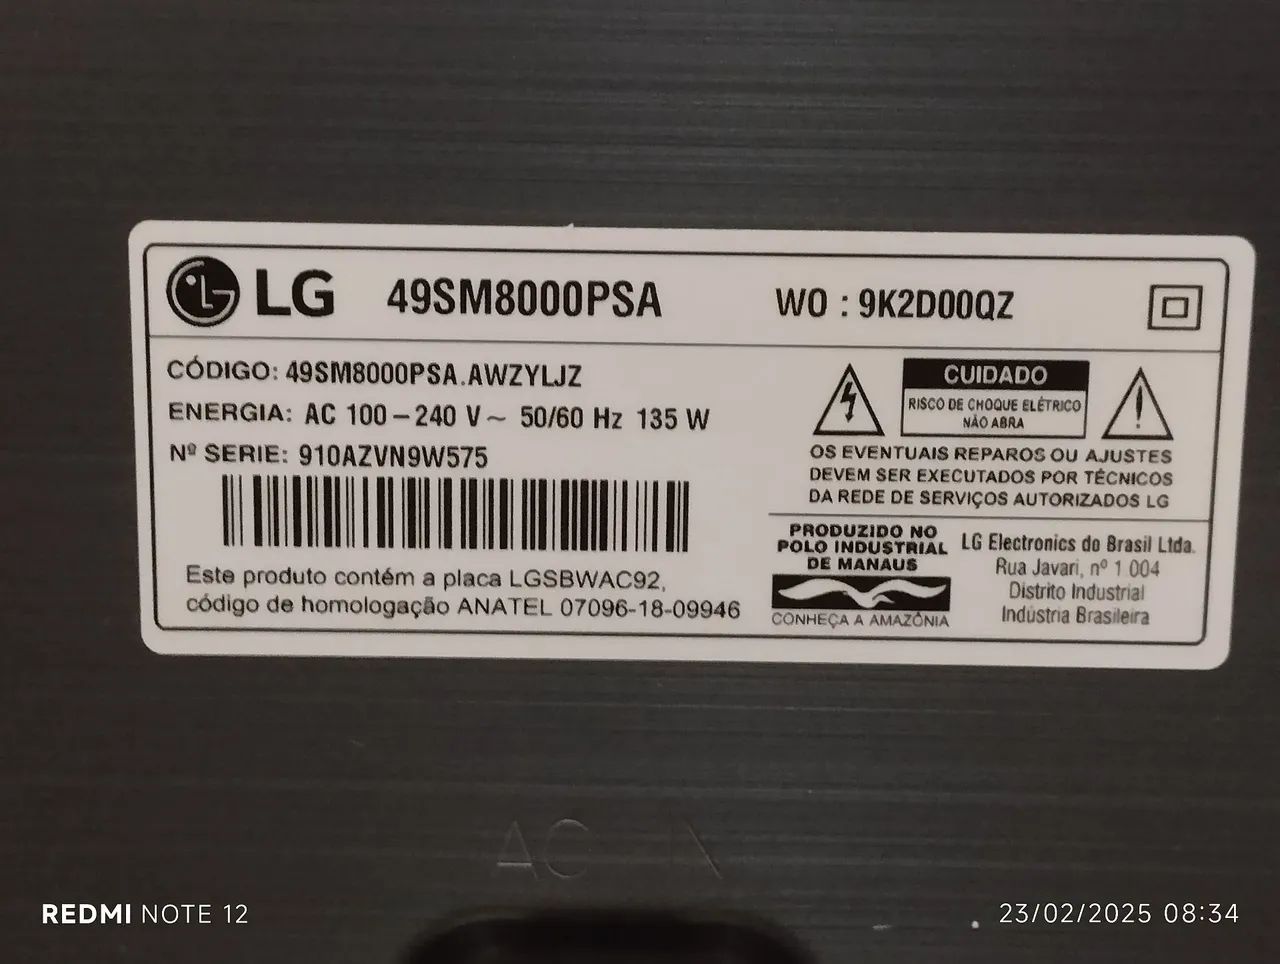 LG 49SM8000PSA WO : 9K2D00QZ
CÓDIGO: 49SM8000PSA.AWZYLJZ
ENERGIA: AC 100-240 V~ 50/60 Hz 135 W
Nº SERIE: 910AZVN9W575
Este produto contém a placa LGSBWAC92,
código de homologação ANATEL 07096-18-09946
CUIDADO
RISCO DE CHOQUE ELÉTRICO
NÃO ABRA
OS EVENTUAIS REPAROS OU AJUSTES
DEVEM SER EXECUTADOS POR TÉCNICOS
DA REDE DE SERVIÇOS AUTORIZADOS LG
PRODUZIDO NO
POLO INDUSTRIAL
DE MANAUS
CONHEÇA A AMAZÔNIA
LG Electronics do Brasil Ltda.
Rua Javari, nº 1 004
Distrito Industrial
Indústria Brasileira
AC IN
REDMI NOTE 12
23/02/2025 08:34